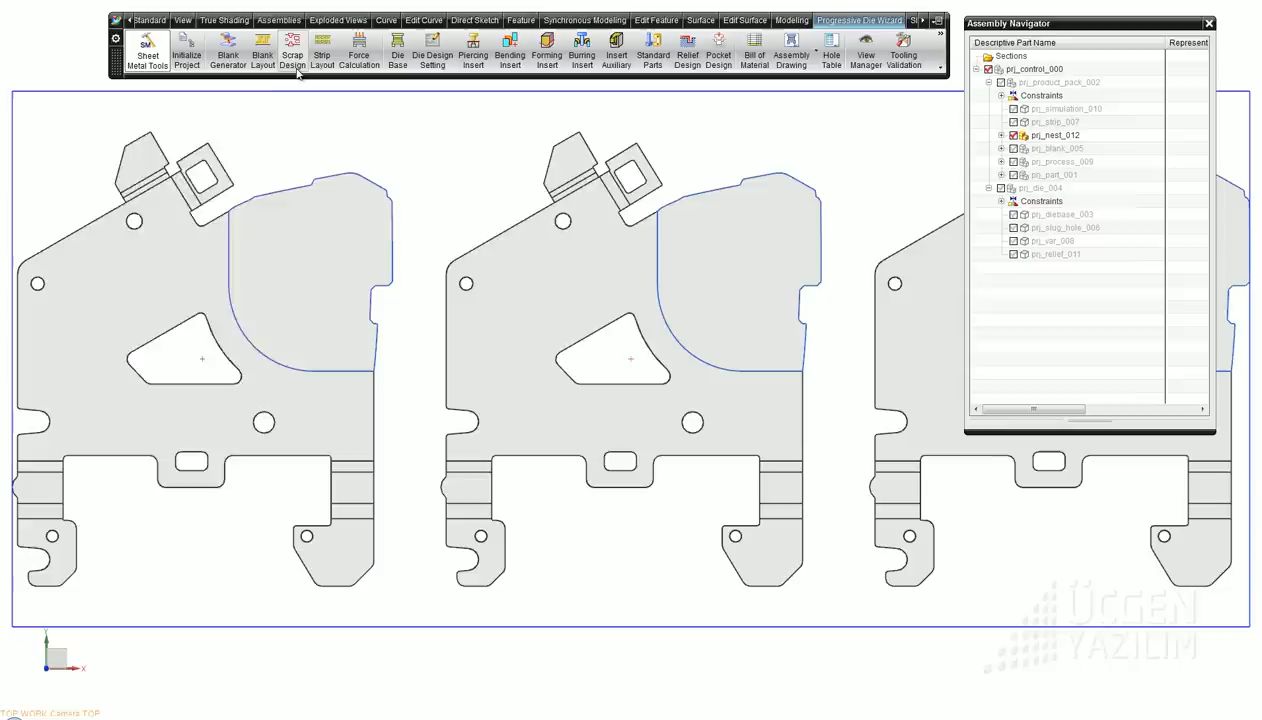 Standard View True Shading Assemblies Exploded Views Curve Edit Curve Direct Sketch Feature Synchronous Modeling Edit Feature Surface Edit Surface Modeling Progressive Die Wizard
Sheet Metal Tools
Initialize Project
Blank Generator
Blank Layout
Scrap Design
Strip Layout
Force Calculation
Die Base
Die Design Setting
Piercing Insert
Bending Insert
Forming Insert
Burring Insert
Insert Auxiliary
Standard Parts
Relief Design
Pocket Design
Bill of Material
Assembly Drawing
Hole Table
View Manager
Tooling Validation
Assembly Navigator
Descriptive Part Name Represent
Sections
prj_control_000
prj_product_pack_002
Constraints
prj_simulation_010
prj_strip_007
prj_nest_012
prj_blank_005
prj_process_009
prj_part_001
prj_die_004
Constraints
prj_diebase_003
prj_slug_hole_006
prj_var_008
prj_relief_011
ÜÇGEN
YAZILIM
Y
X
TOP WORK Camera TOP